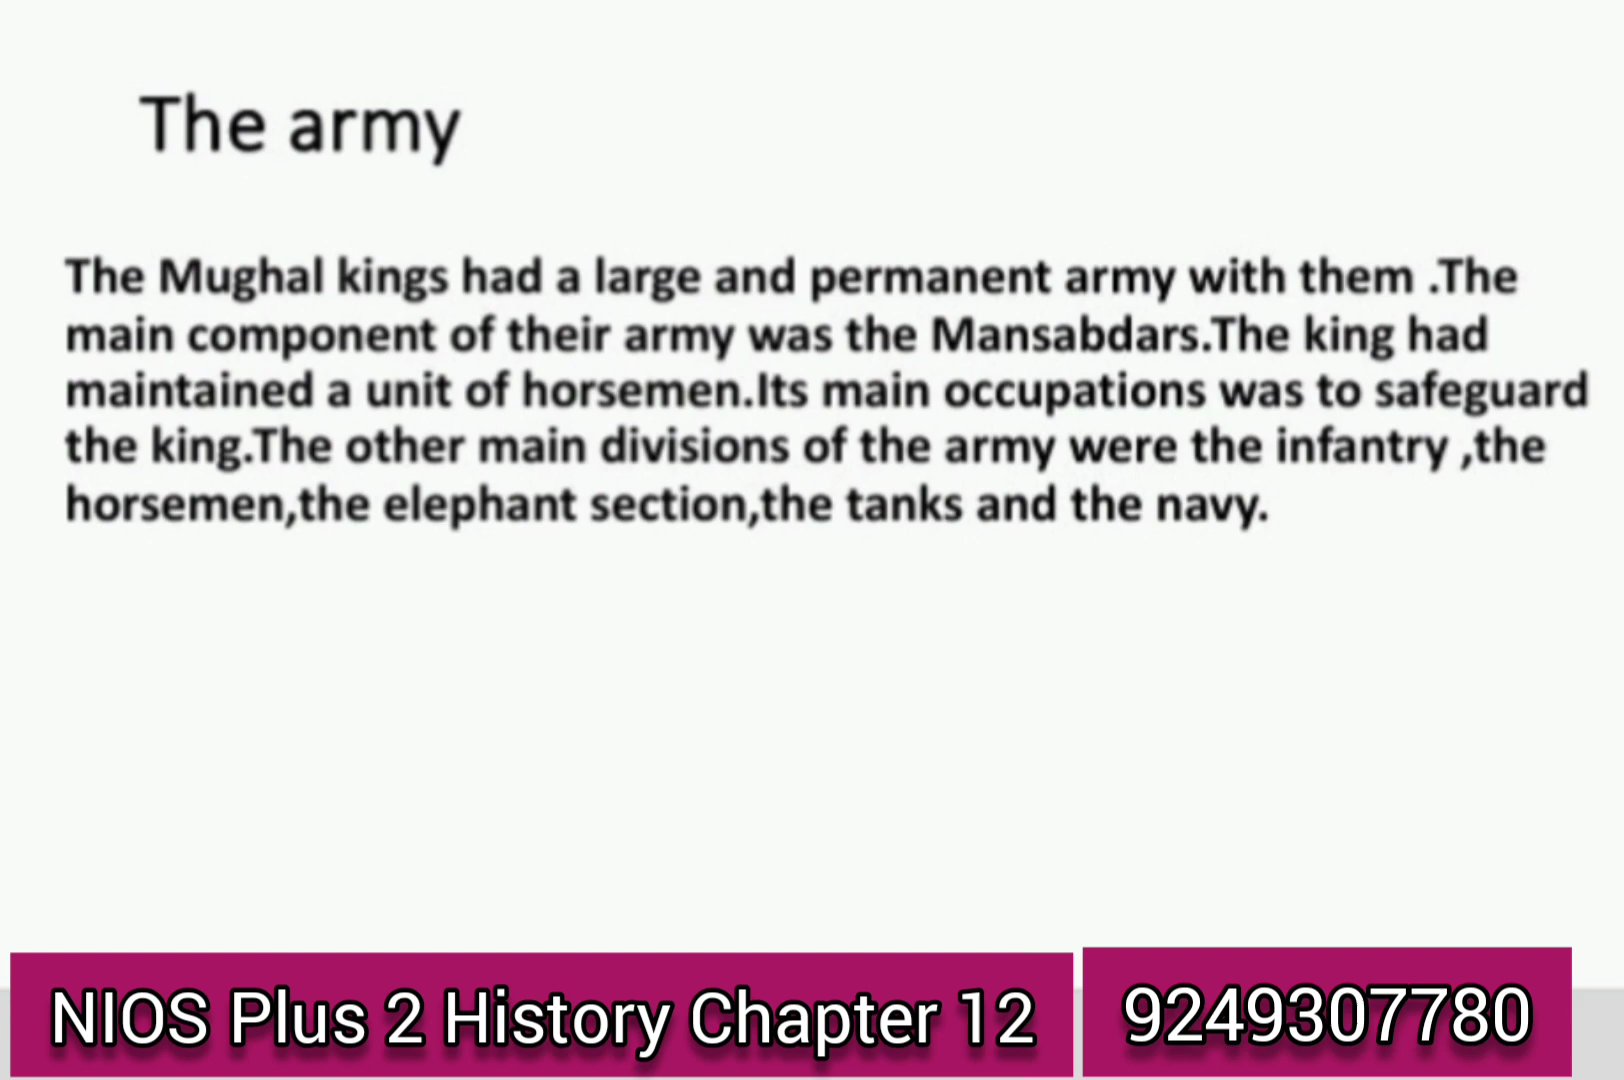 The army
The Mughal kings had a large and permanent army with them .The
main component of their army was the Mansabdars.The king had
maintained a unit of horsemen.Its main occupations was to safeguard
the king.The other main divisions of the army were the infantry ,the
horsemen,the elephant section,the tanks and the navy.
NIOS Plus 2 History Chapter 12
9249307780